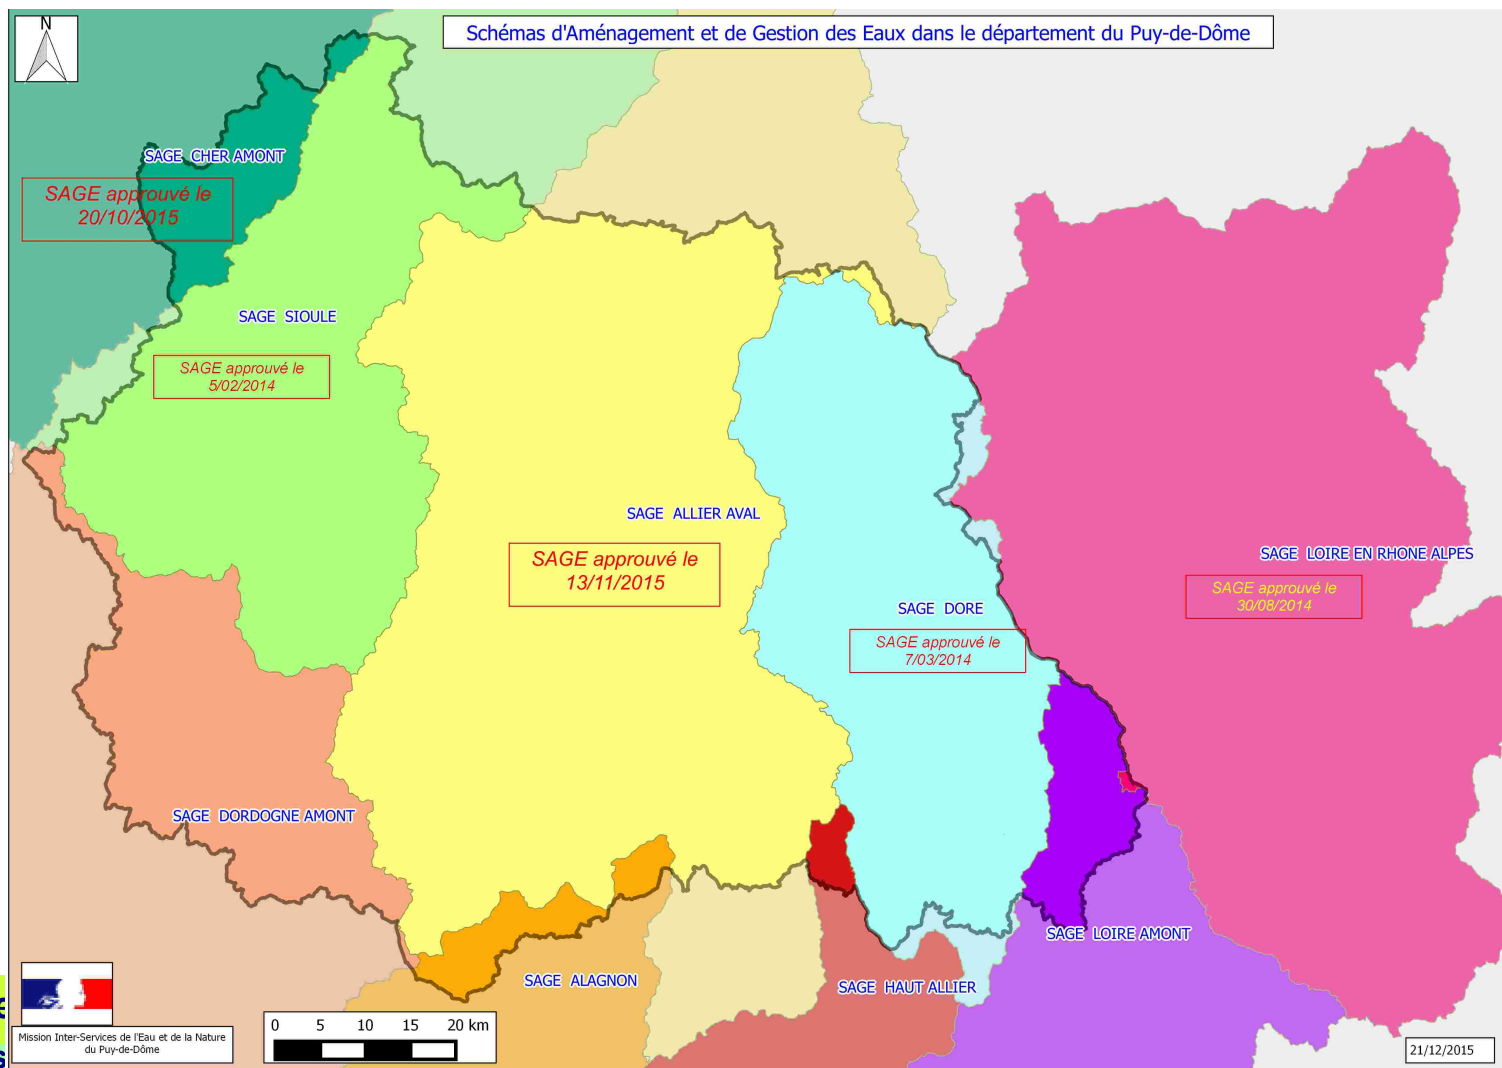 N
Schémas d'Aménagement et de Gestion des Eaux dans le département du Puy-de-Dôme
SAGE CHER AMONT
SAGE approuvé le
20/10/2015
SAGE SIOULE
SAGE approuvé le
5/02/2014
SAGE ALLIER AVAL
SAGE approuvé le
13/11/2015
SAGE LOIRE EN RHONE ALPES
SAGE approuvé le
30/08/2014
SAGE DORE
SAGE approuvé le
7/03/2014
SAGE DORDOGNE AMONT
SAGE LOIRE AMONT
SAGE ALAGNON
SAGE HAUT ALLIER
Mission Inter-Services de l'Eau et de la Nature
du Puy-de-Dôme
0 5 10 15 20 km
21/12/2015